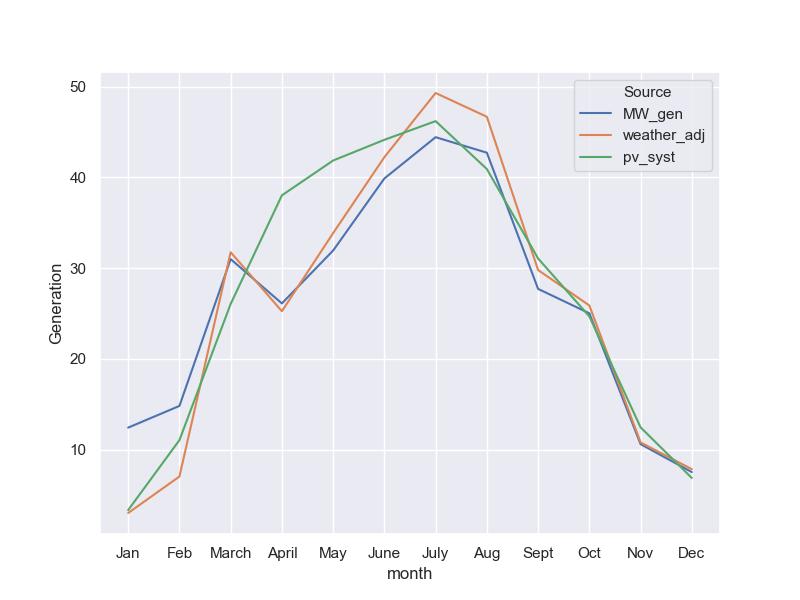 Source
MW_gen
weather_adj
pv_syst
50
40
30
20
10
Generation
Jan Feb March April May June July Aug Sept Oct Nov Dec
month